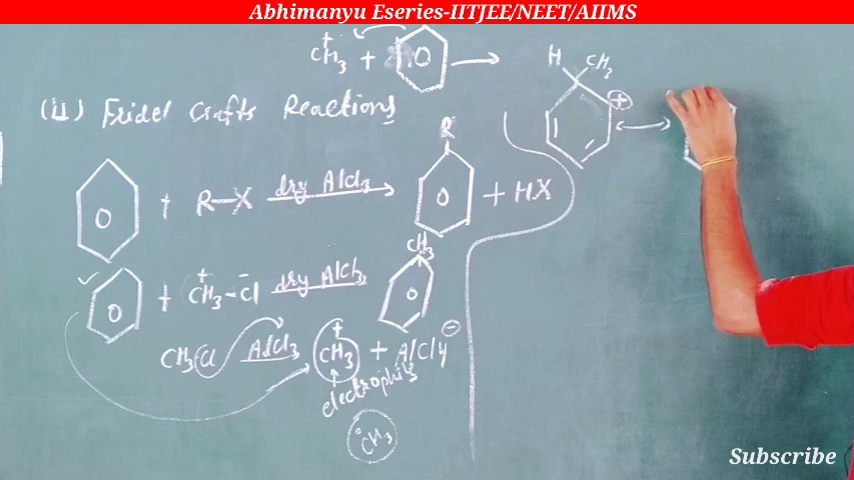 Abhimanyu Eseries-IITJEE/NEET/AIIMS
+CH3 + →
H CH2
(ii) Fridel Crafts Reactions
⊕ ↔
R
+ R-X dry AlCl3 → + HX
CH3
+ +CH3-Cl- dry AlCl3
CH3Cl AlCl3 +CH3 + AlCl4⊖
electrophile
CH3
Subscribe